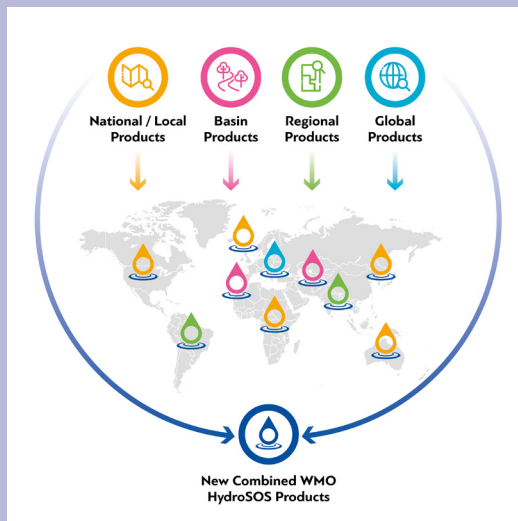 National / Local
Products
Basin
Products
Regional
Products
Global
Products
New Combined WMO
HydroSOS Products